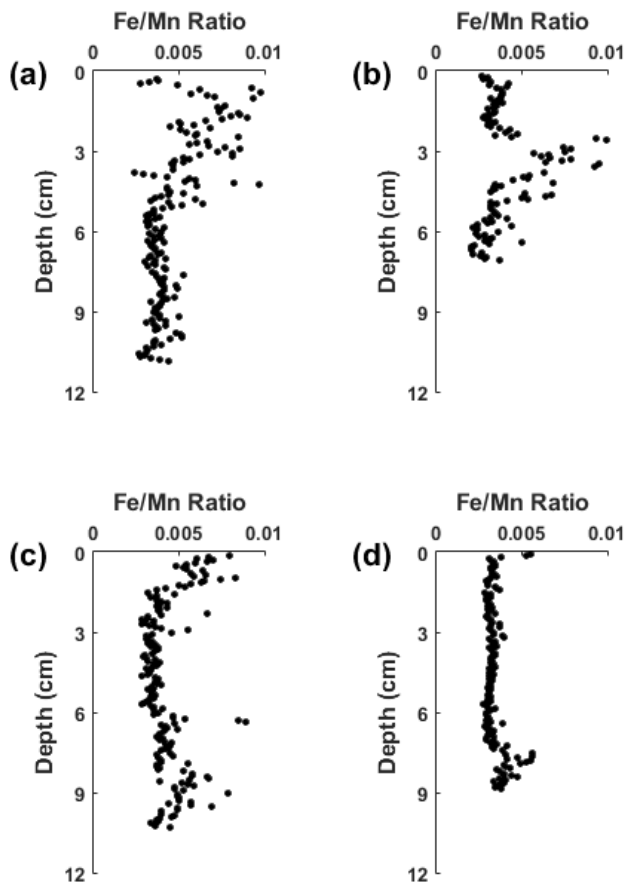 Fe/Mn Ratio
0 0.005 0.01
(a)
0
3
6
9
12
Depth (cm)
Fe/Mn Ratio
0 0.005 0.01
(b)
0
3
6
9
12
Depth (cm)
Fe/Mn Ratio
0 0.005 0.01
(c)
0
3
6
9
12
Depth (cm)
Fe/Mn Ratio
0 0.005 0.01
(d)
0
3
6
9
12
Depth (cm)